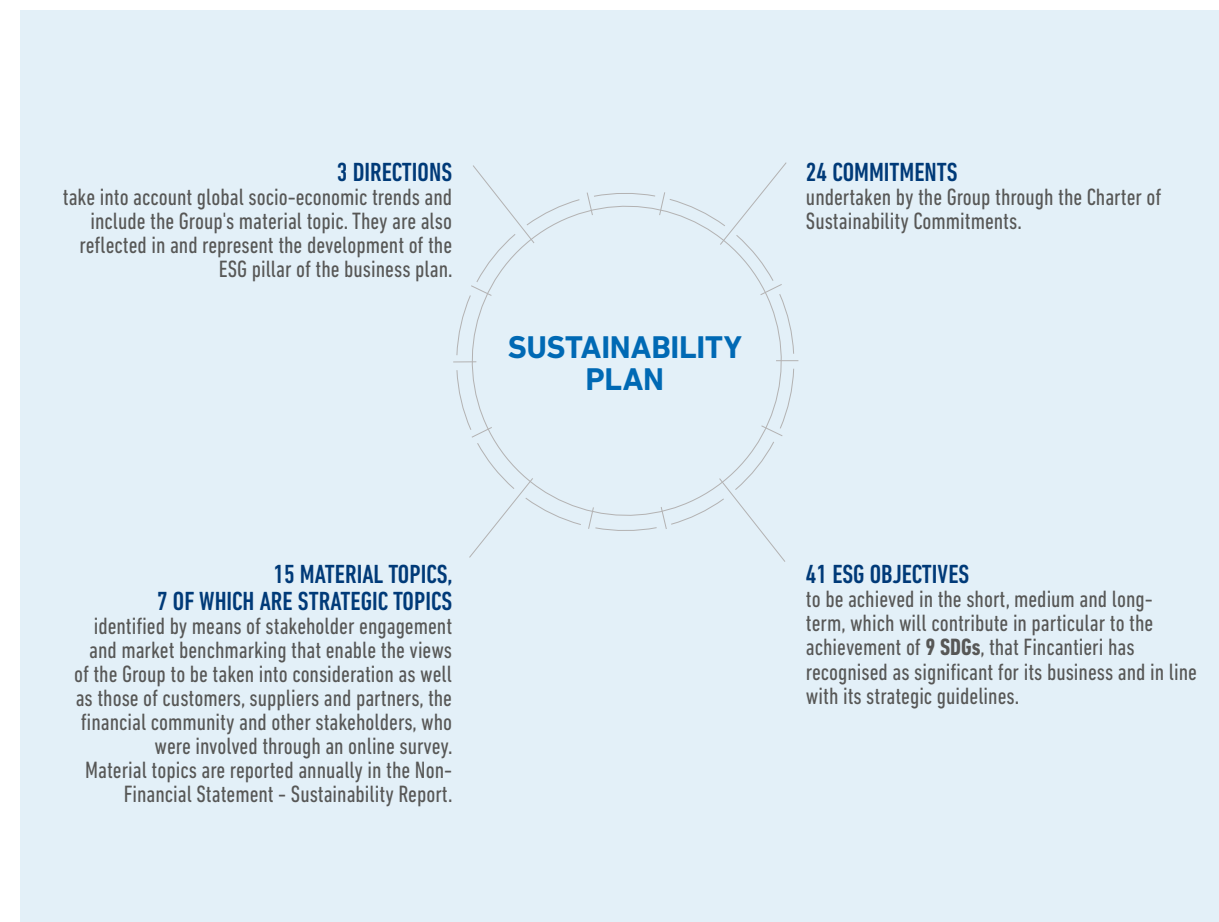 3 DIRECTIONS
take into account global socio-economic trends and
include the Group's material topic. They are also
reflected in and represent the development of the
ESG pillar of the business plan.
24 COMMITMENTS
undertaken by the Group through the Charter of
Sustainability Commitments.
SUSTAINABILITY
PLAN
15 MATERIAL TOPICS,
7 OF WHICH ARE STRATEGIC TOPICS
identified by means of stakeholder engagement
and market benchmarking that enable the views
of the Group to be taken into consideration as well
as those of customers, suppliers and partners, the
financial community and other stakeholders, who
were involved through an online survey.
Material topics are reported annually in the Non-
Financial Statement - Sustainability Report.
41 ESG OBJECTIVES
to be achieved in the short, medium and long-
term, which will contribute in particular to the
achievement of 9 SDGs, that Fincantieri has
recognised as significant for its business and in line
with its strategic guidelines.